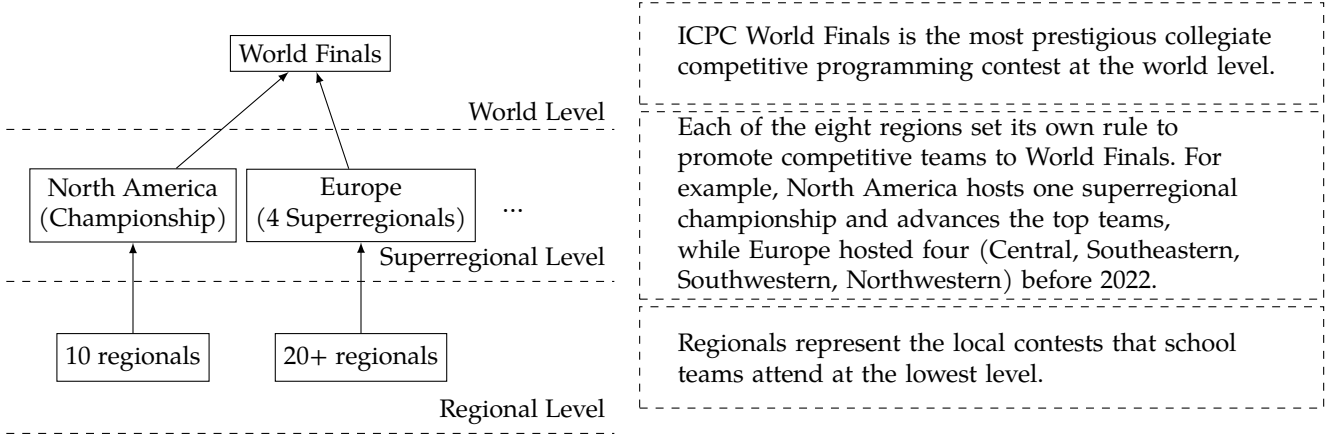 World Finals
World Level
North America
(Championship)
Europe
(4 Superregionals)
...
Superregional Level
10 regionals
20+ regionals
Regional Level
ICPC World Finals is the most prestigious collegiate
competitive programming contest at the world level.
Each of the eight regions set its own rule to
promote competitive teams to World Finals. For
example, North America hosts one superregional
championship and advances the top teams,
while Europe hosted four (Central, Southeastern,
Southwestern, Northwestern) before 2022.
Regionals represent the local contests that school
teams attend at the lowest level.